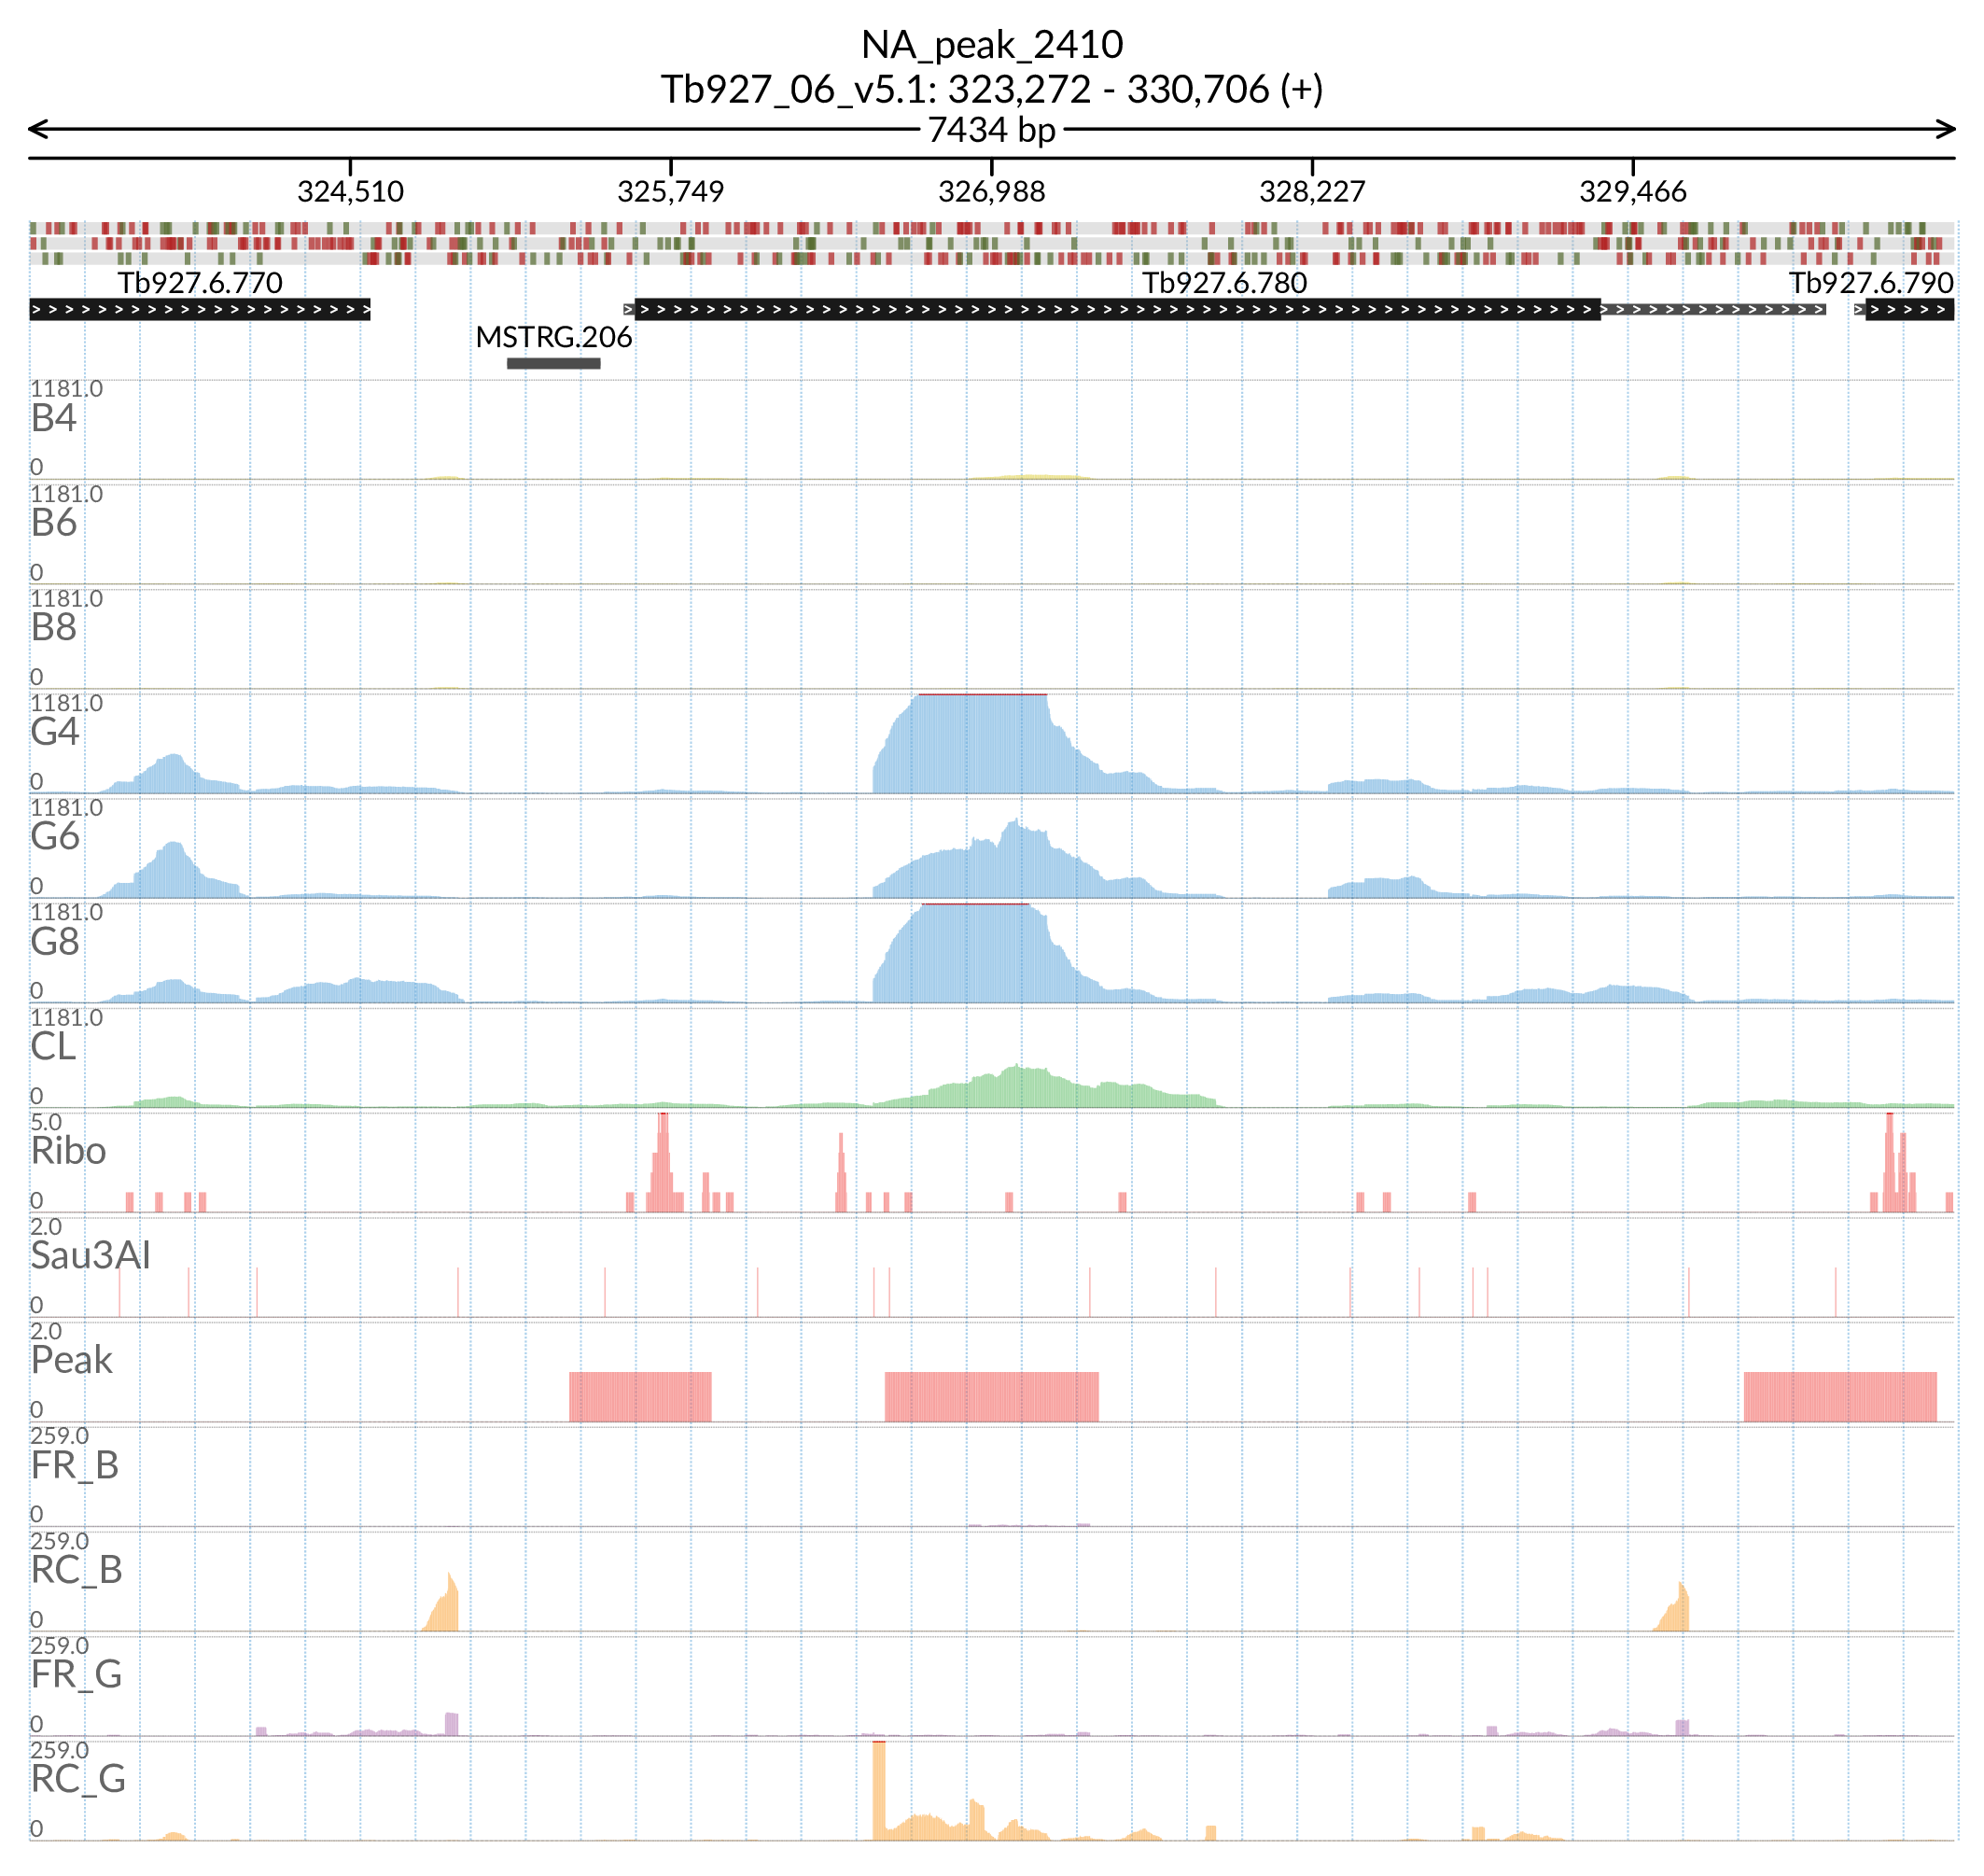 NA_peak_2410
Tb927_06_v5.1: 323,272 - 330,706 (+)
7434 bp
324,510 325,749 326,988 328,227 329,466
Tb927.6.770 Tb927.6.780 Tb927.6.790
MSTRG.206
1181.0
B4
0
1181.0
B6
0
1181.0
B8
0
1181.0
G4
0
1181.0
G6
0
1181.0
G8
0
1181.0
CL
0
5.0
Ribo
0
2.0
Sau3AI
0
2.0
Peak
0
259.0
FR_B
0
259.0
RC_B
0
259.0
FR_G
0
259.0
RC_G
0